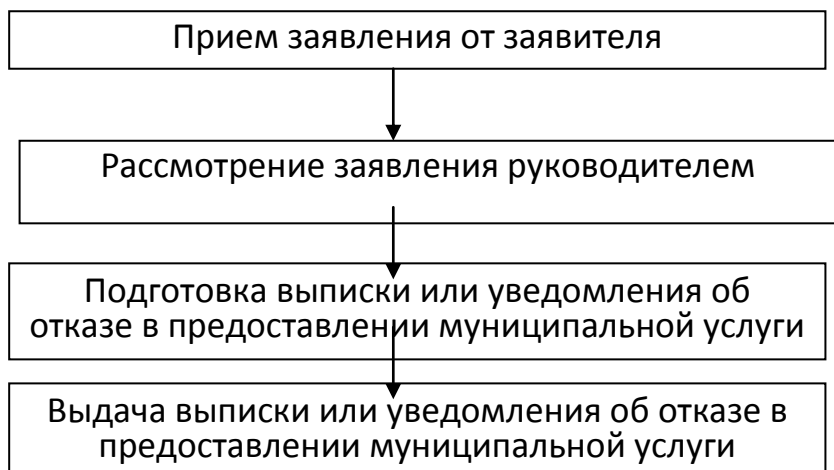 Прием заявления от заявителя
Рассмотрение заявления руководителем
Подготовка выписки или уведомления об
отказе в предоставлении муниципальной услуги
Выдача выписки или уведомления об отказе в
предоставлении муниципальной услуги